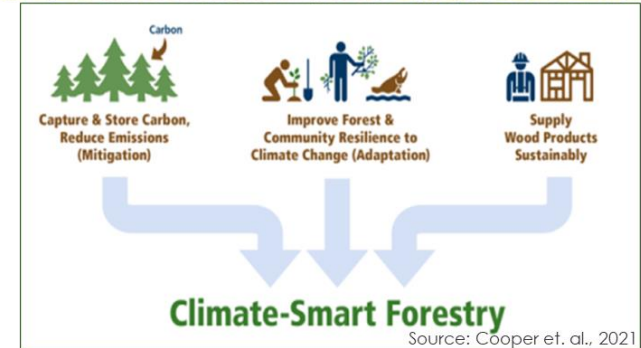 Carbon
Capture & Store Carbon,
Reduce Emissions
(Mitigation)
Improve Forest &
Community Resilience to
Climate Change (Adaptation)
Supply
Wood Products
Sustainably
Climate-Smart Forestry
Source: Cooper et. al., 2021